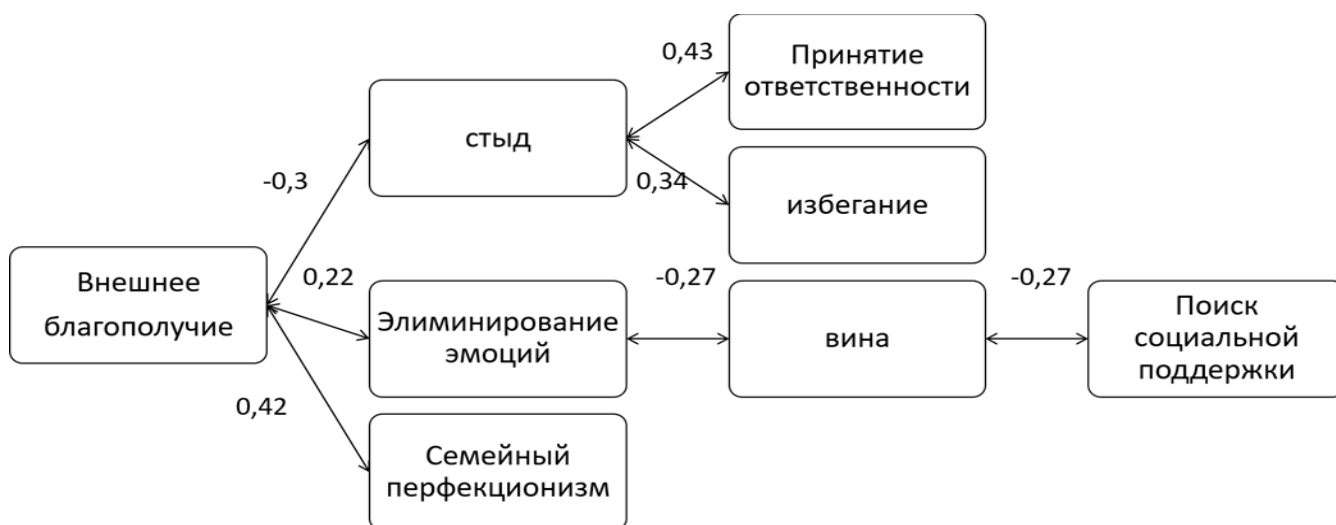 0,43
Принятие
ответственности
стыд
-0,3
0,34
избегание
Внешнее
благополучие
0,22
-0,27
-0,27
Элиминирование
эмоций
вина
Поиск
социальной
поддержки
0,42
Семейный
перфекционизм